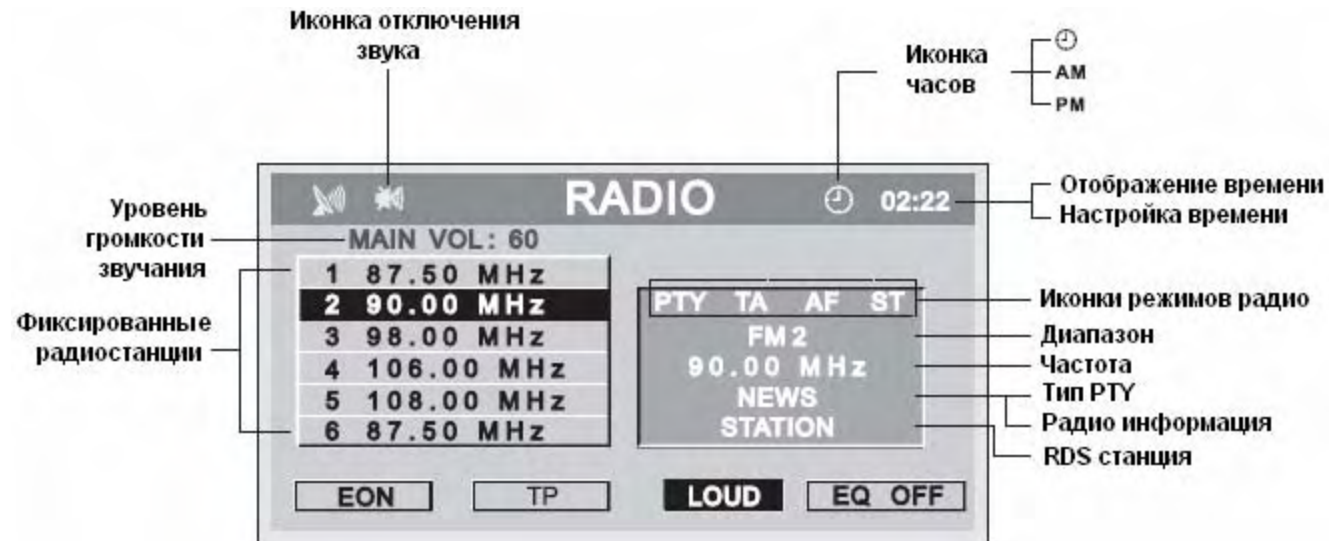 Иконка отключения
звука
Иконка
часов
AM
PM
Уровень
громкости
звучания
Фиксированные
радиостанции
RADIO
02:22
MAIN VOL: 60
1 87.50 MHz
2 90.00 MHz
3 98.00 MHz
4 106.00 MHz
5 108.00 MHz
6 87.50 MHz
PTY TA AF ST
FM2
90.00 MHz
NEWS
STATION
EON
TP
LOUD
EQ OFF
Отображение времени
Настройка времени
Иконки режимов радио
Диапазон
Частота
Тип PTY
Радио информация
RDS станция